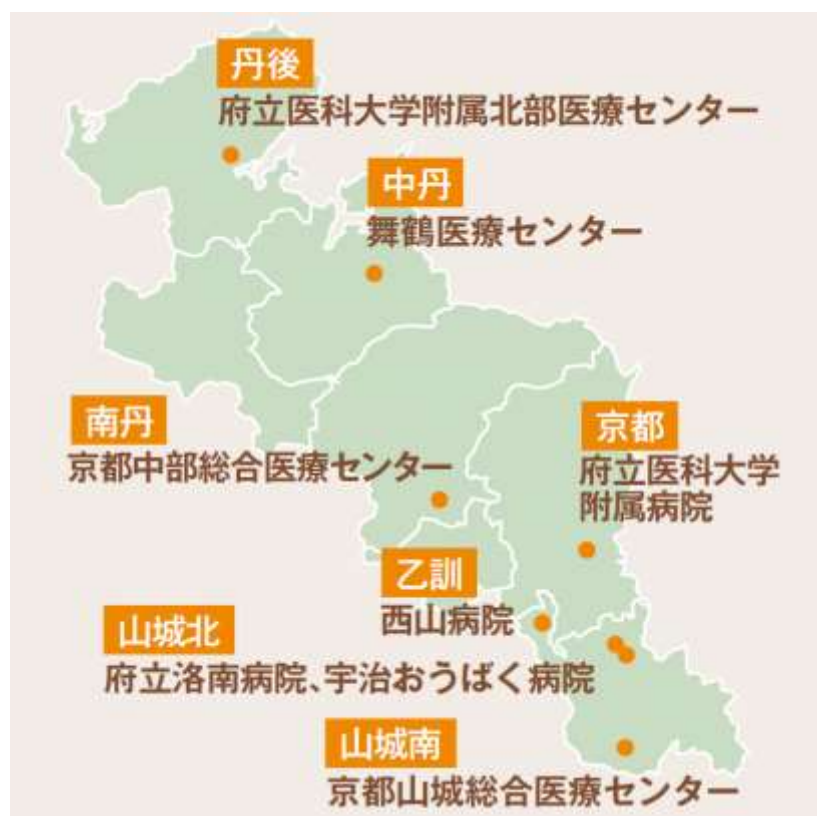 丹後
府立医科大学附属北部医療センター
中丹
舞鶴医療センター
南丹
京都中部総合医療センター
京都
府立医科大学
附属病院
乙訓
西山病院
山城北
府立洛南病院、宇治おうばく病院
山城南
京都山城総合医療センター